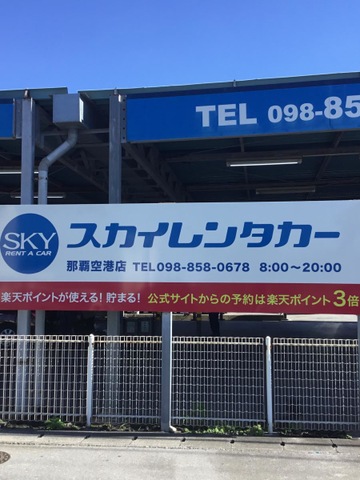 TEL 098-85
SKY
RENT A CAR
スカイレンタカー
那覇空港店 TEL098-858-0678 8:00～20:00
楽天ポイントが使える!貯まる! 公式サイトからの予約は楽天ポイント3倍